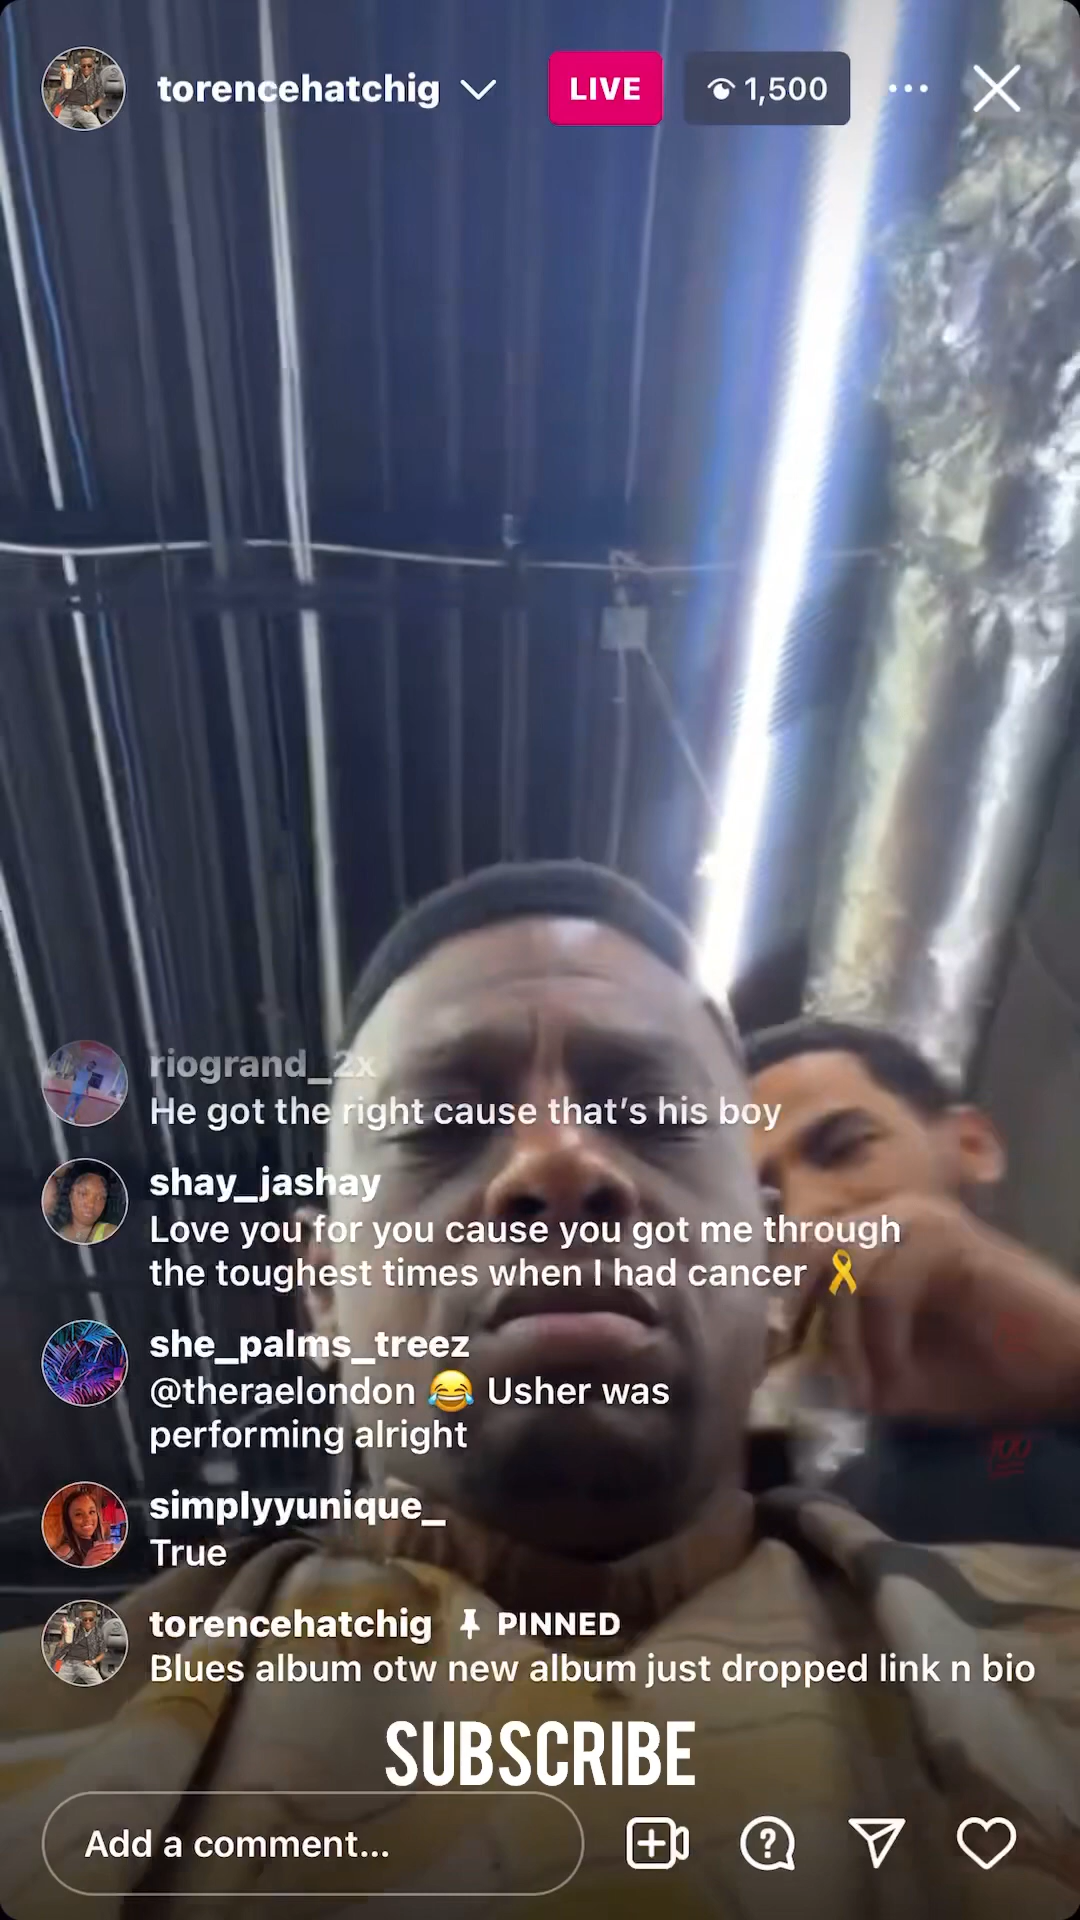 torencehatchig
LIVE
1,500
riogrand_2x
He got the right cause that’s his boy
shay_jashay
Love you for you cause you got me through
the toughest times when I had cancer 🎗️
she_palms_treez
@theraelondon 😂 Usher was
performing alright
100
simplyyunique_
True
torencehatchig PINNED
Blues album otw new album just dropped link n bio
SUBSCRIBE
Add a comment...